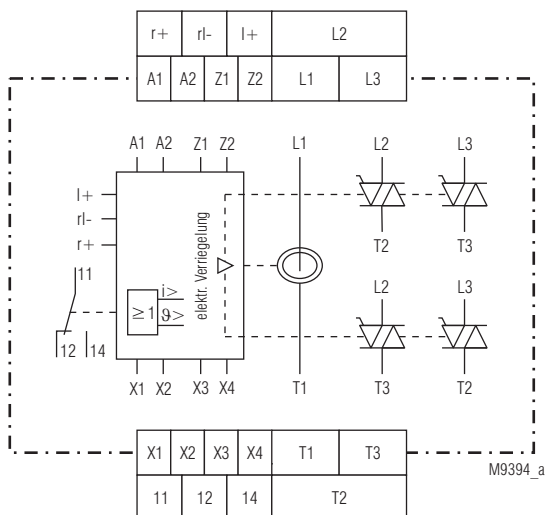 r+ rl- l+ L2
A1 A2 Z1 Z2 L1 L3
A1 A2 Z1 Z2 L1 L2 L3
l+
rl-
r+
elektr. Verriegelung
T2 T3
11
i>
≥1
ϑ>
L2 L3
12 14
X1 X2 X3 X4 T1 T3 T2
X1 X2 X3 X4 T1 T3
M9394_a
11 12 14 T2